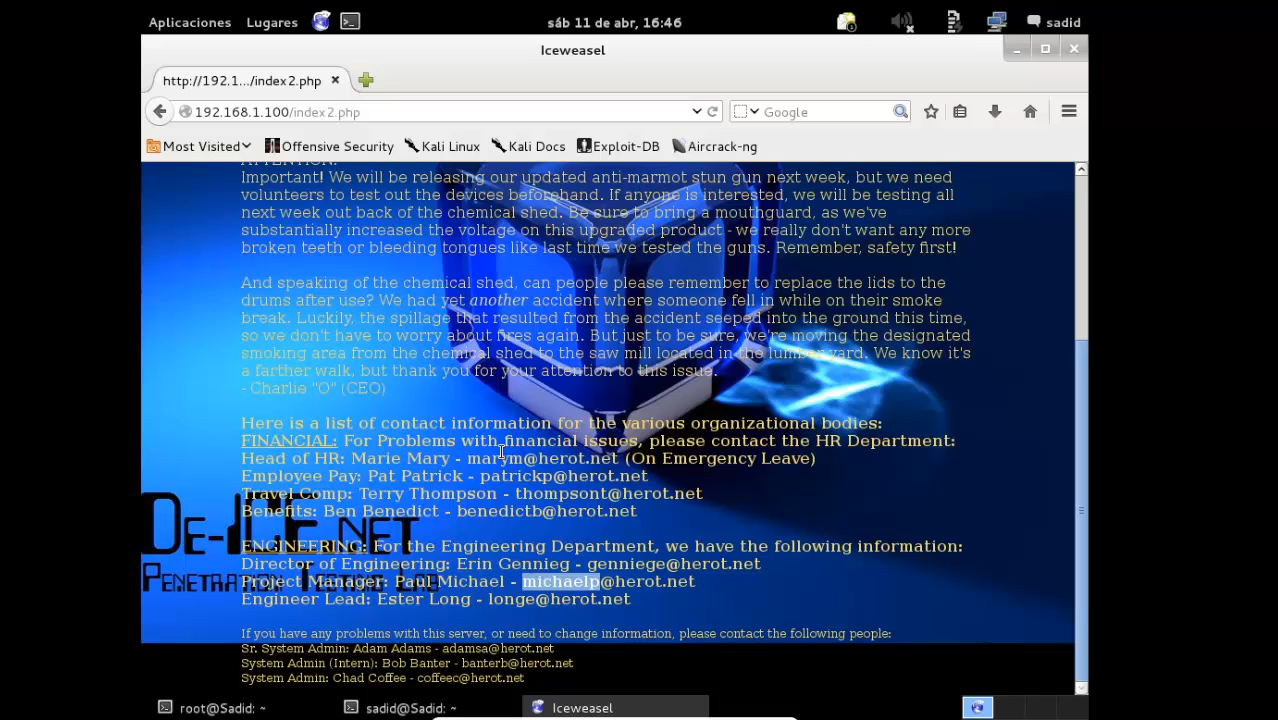 Aplicaciones Lugares sáb 11 de abr, 16:46 sadid
Iceweasel
http://192.1.../index2.php
192.168.1.100/index2.php Google
Most Visited Offensive Security Kali Linux Kali Docs Exploit-DB Aircrack-ng
ATTENTION:
Important! We will be releasing our updated anti-marmot stun gun next week, but we need
volunteers to test out the devices beforehand. If anyone is interested, we will be testing all
next week out back of the chemical shed. Be sure to bring a mouthguard, as we've
substantially increased the voltage on this upgraded product - we really don't want any more
broken teeth or bleeding tongues like last time we tested the guns. Remember, safety first!
And speaking of the chemical shed, can people please remember to replace the lids to the
drums after use? We had yet another accident where someone fell in while on their smoke
break. Luckily, the spillage that resulted from the accident seeped into the ground this time,
so we don't have to worry about fires again. But just to be sure, we're moving the designated
smoking area from the chemical shed to the saw mill located in the lumber yard. We know it's
a farther walk, but thank you for your attention to this issue.
- Charlie "O" (CEO)
Here is a list of contact information for the various organizational bodies:
FINANCIAL: For Problems with financial issues, please contact the HR Department:
Head of HR: Marie Mary - marym@herot.net (On Emergency Leave)
Employee Pay: Pat Patrick - patrickp@herot.net
Travel Comp: Terry Thompson - thompsont@herot.net
Benefits: Ben Benedict - benedictb@herot.net
De-ICE.NET
Penetration Testing Lab
ENGINEERING: For the Engineering Department, we have the following information:
Director of Engineering: Erin Gennieg - genniege@herot.net
Project Manager: Paul Michael - michaelp@herot.net
Engineer Lead: Ester Long - longe@herot.net
If you have any problems with this server, or need to change information, please contact the following people:
Sr. System Admin: Adam Adams - adamsa@herot.net
System Admin (Intern): Bob Banter - banterb@herot.net
System Admin: Chad Coffee - coffeec@herot.net
root@Sadid: ~ sadid@Sadid: ~ Iceweasel